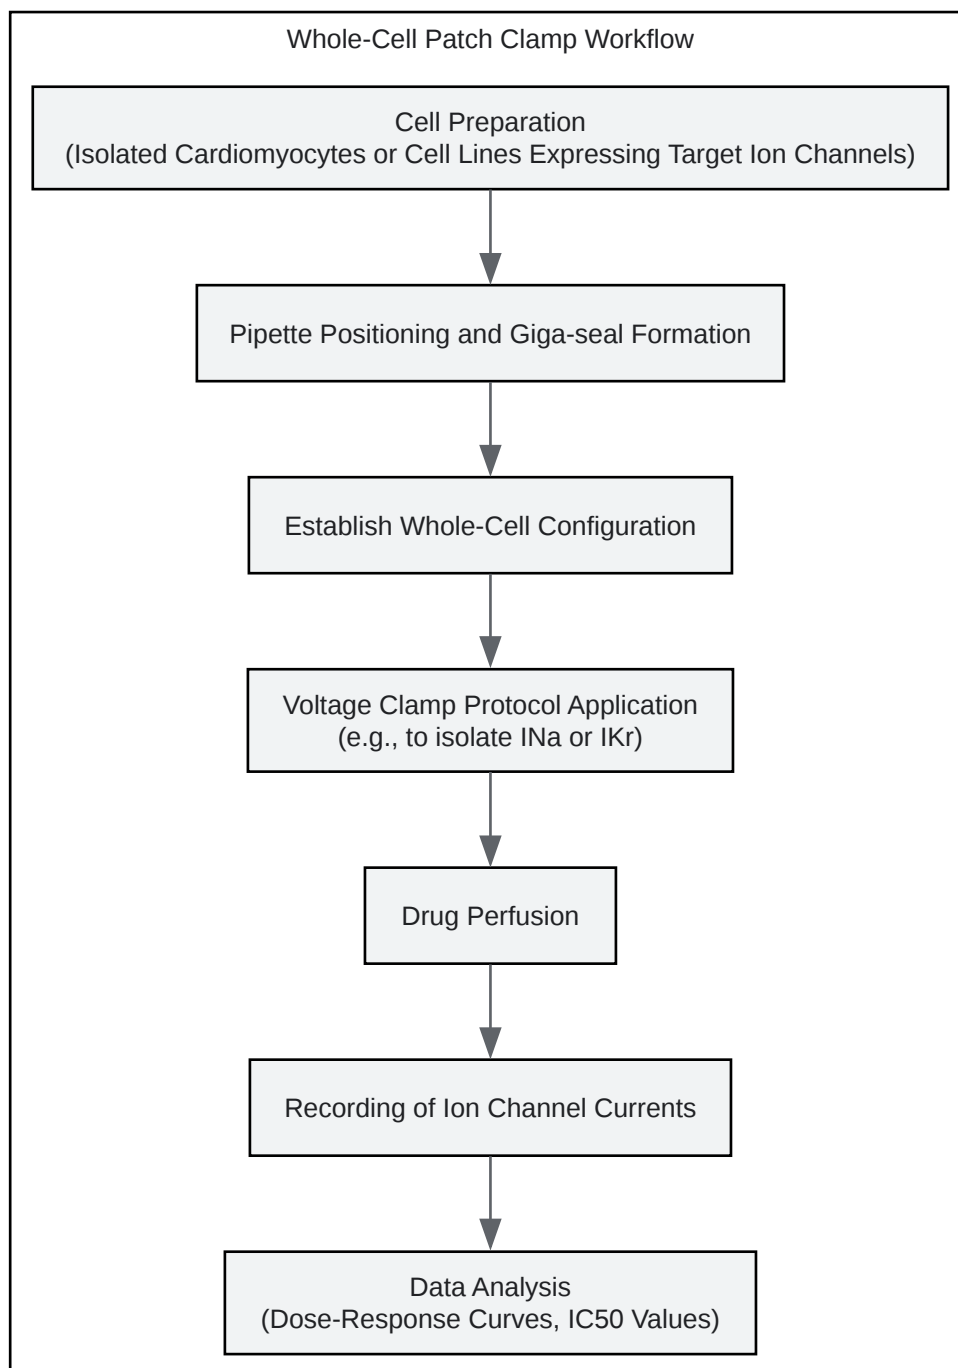 Whole-Cell Patch Clamp Workflow
Cell Preparation
(Isolated Cardiomyocytes or Cell Lines Expressing Target Ion Channels)
Pipette Positioning and Giga-seal Formation
Establish Whole-Cell Configuration
Voltage Clamp Protocol Application
(e.g., to isolate INa or IKr)
Drug Perfusion
Recording of Ion Channel Currents
Data Analysis
(Dose-Response Curves, IC50 Values)